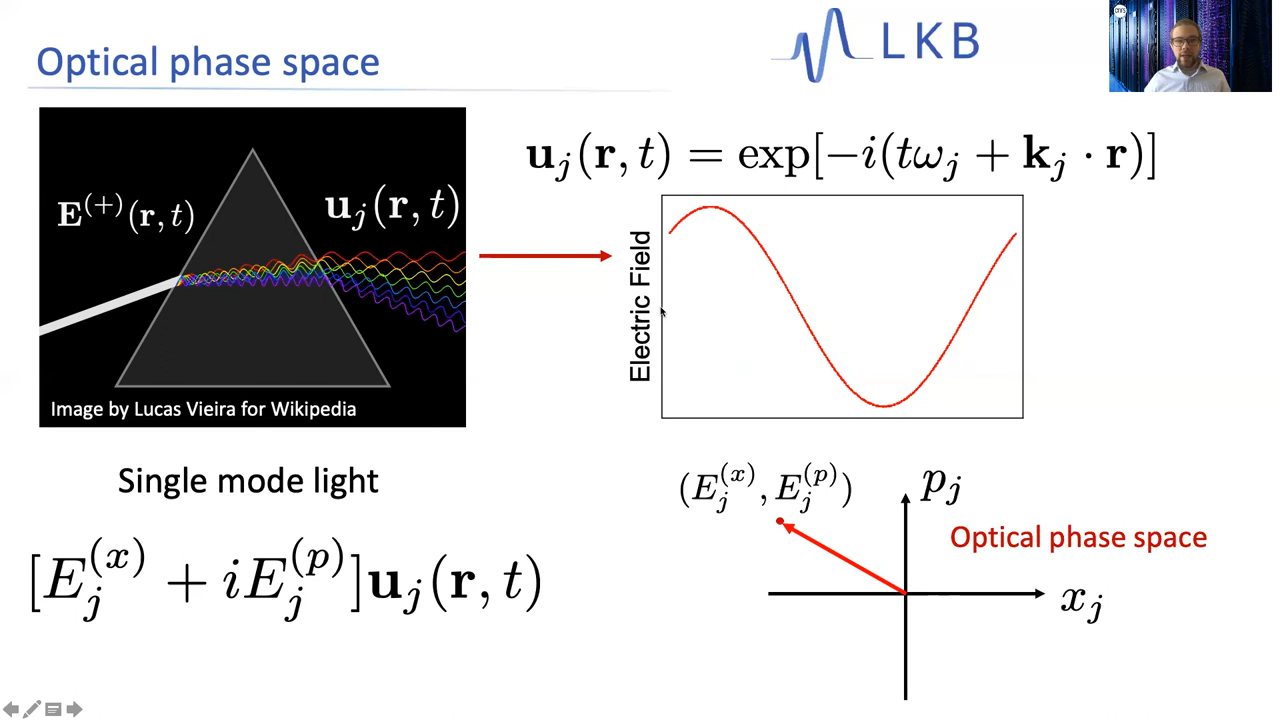 Optical phase space
LKB
cnrs
E^{(+)}(r, t)
u_j(r, t)
u_j(r, t) = exp[−i(tω_j + k_j · r)]
Electric Field
Image by Lucas Vieira for Wikipedia
Single mode light
[E_j^{(x)} + iE_j^{(p)}]u_j(r, t)
(E_j^{(x)}, E_j^{(p)})
p_j
Optical phase space
x_j